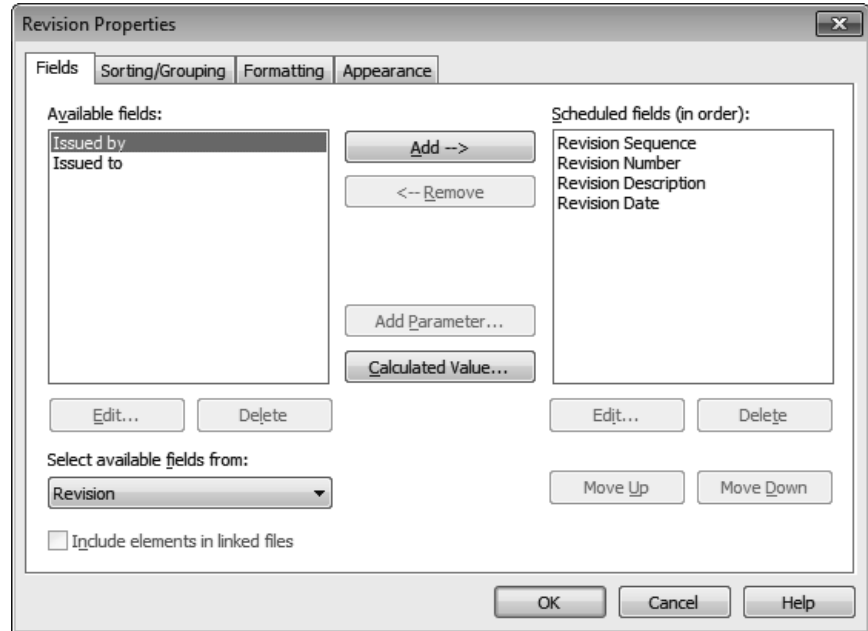 Revision Properties
Fields Sorting/Grouping Formatting Appearance
Available fields:
Issued by
Issued to
Add -->
<-- Remove
Add Parameter...
Calculated Value...
Scheduled fields (in order):
Revision Sequence
Revision Number
Revision Description
Revision Date
Edit... Delete
Edit... Delete
Select available fields from:
Revision
Move Up Move Down
Include elements in linked files
OK Cancel Help